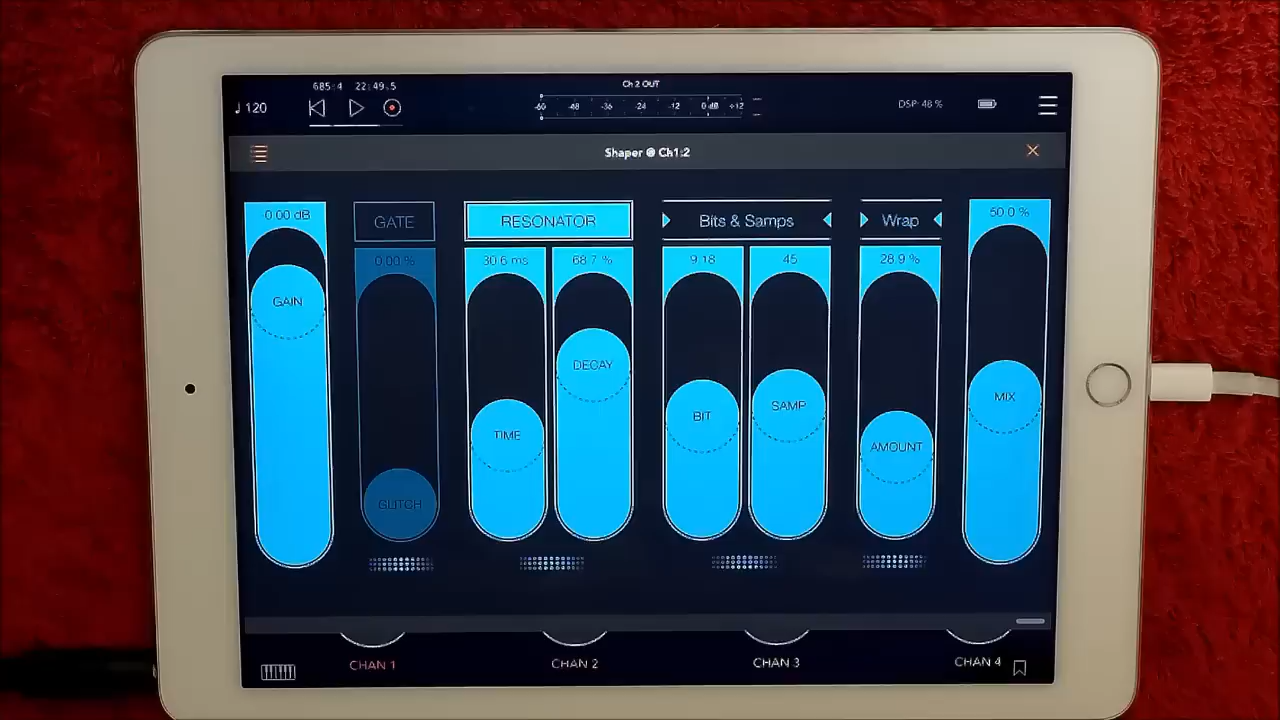 685:4 22:49.5
Ch 2 OUT
♩ 120
-60 -48 -36 -24 -12 0 dB +12
DSP: 48 %
Shaper @ Ch1:2
-0.00 dB
GATE
RESONATOR
Bits & Samps
Wrap
50.0 %
0.00 %
30.6 ms
68.7 %
9.18
45
28.9 %
GAIN
DECAY
MIX
SAMP
BIT
TIME
AMOUNT
GLITCH
CHAN 1
CHAN 2
CHAN 3
CHAN 4